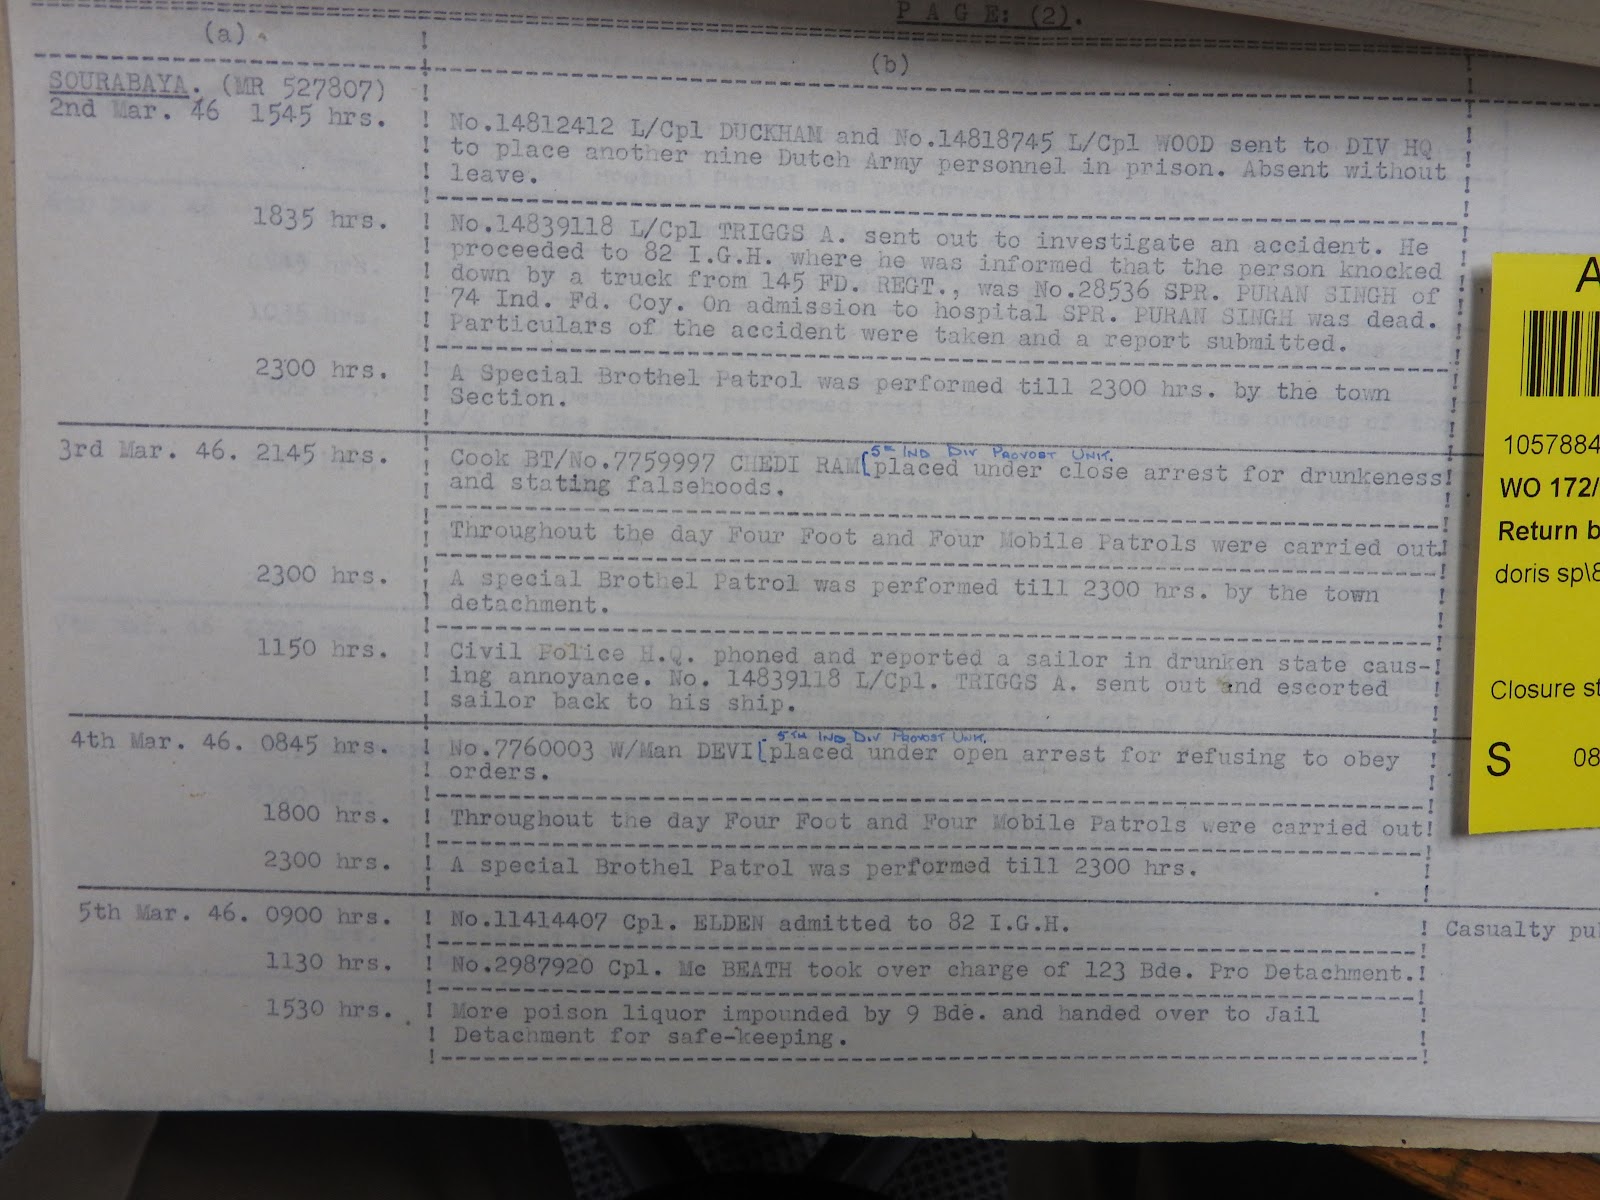 PAGE: (2).
(a)
(b)
SOURABAYA. (MR 527807)
2nd Mar. 46 1545 hrs.
No.14812412 L/Cpl DUCKHAM and No.14818745 L/Cpl WOOD sent to DIV HQ
to place another nine Dutch Army personnel in prison. Absent without
leave.
1835 hrs.
No.14839118 L/Cpl TRIGGS A. sent out to investigate an accident. He
proceeded to 82 I.G.H. where he was informed that the person knocked
down by a truck from 145 FD. REGT., was No.28536 SPR. PURAN SINGH of
74 Ind. Fd. Coy. On admission to hospital SPR. PURAN SINGH was dead.
Particulars of the accident were taken and a report submitted.
2300 hrs.
A Special Brothel Patrol was performed till 2300 hrs. by the town
Section.
3rd Mar. 46. 2145 hrs.
5TH IND DIV PROVOST UNIT.
Cook BT/No.7759997 CHEDI RAM [placed under close arrest for drunkeness
and stating falsehoods.
Throughout the day Four Foot and Four Mobile Patrols were carried out.
2300 hrs.
A special Brothel Patrol was performed till 2300 hrs. by the town
detachment.
1150 hrs.
Civil Police H.Q. phoned and reported a sailor in drunken state caus-
ing annoyance. No. 14839118 L/Cpl. TRIGGS A. sent out and escorted
sailor back to his ship.
4th Mar. 46. 0845 hrs.
5TH IND DIV PROVOST UNIT.
No.7760003 W/Man DEVI [placed under open arrest for refusing to obey
orders.
1800 hrs.
Throughout the day Four Foot and Four Mobile Patrols were carried out
2300 hrs.
A special Brothel Patrol was performed till 2300 hrs.
5th Mar. 46. 0900 hrs.
No.11414407 Cpl. ELDEN admitted to 82 I.G.H.
Casualty pu
1130 hrs.
No.2987920 Cpl. Mc BEATH took over charge of 123 Bde. Pro Detachment.
1530 hrs.
More poison liquor impounded by 9 Bde. and handed over to Jail
Detachment for safe-keeping.
A
1057884
WO 172/
Return b
doris sp\8
Closure st
S 08